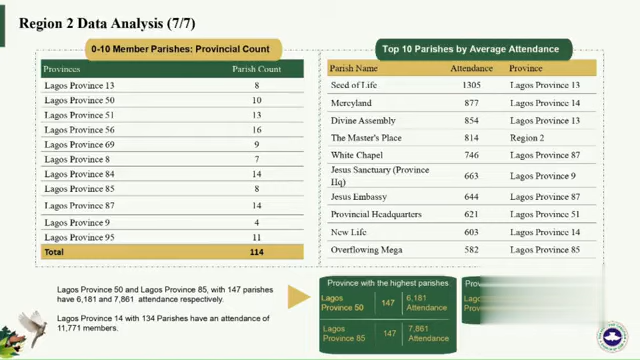 Region 2 Data Analysis (7/7)
0-10 Member Parishes: Provincial Count
Provinces Parish Count
Lagos Province 13 8
Lagos Province 50 10
Lagos Province 51 13
Lagos Province 56 16
Lagos Province 69 9
Lagos Province 8 7
Lagos Province 84 14
Lagos Province 85 8
Lagos Province 87 14
Lagos Province 9 4
Lagos Province 95 11
Total 114
Top 10 Parishes by Average Attendance
Parish Name Attendance Province
Seed of Life 1305 Lagos Province 13
Mercyland 877 Lagos Province 14
Divine Assembly 854 Lagos Province 13
The Master's Place 814 Region 2
White Chapel 746 Lagos Province 87
Jesus Sanctuary (Province
Hq) 663 Lagos Province 9
Jesus Embassy 644 Lagos Province 87
Provincial Headquarters 621 Lagos Province 51
New Life 603 Lagos Province 14
Overflowing Mega 582 Lagos Province 85
Lagos Province 50 and Lagos Province 85, with 147 parishes
have 6,181 and 7,861 attendance respectively.
Lagos Province 14 with 134 Parishes have an attendance of
11,771 members.
Province with the highest parishes
Lagos
Province 50 147 6,181
Attendance
Lagos
Province 85 147 7,861
Attendance